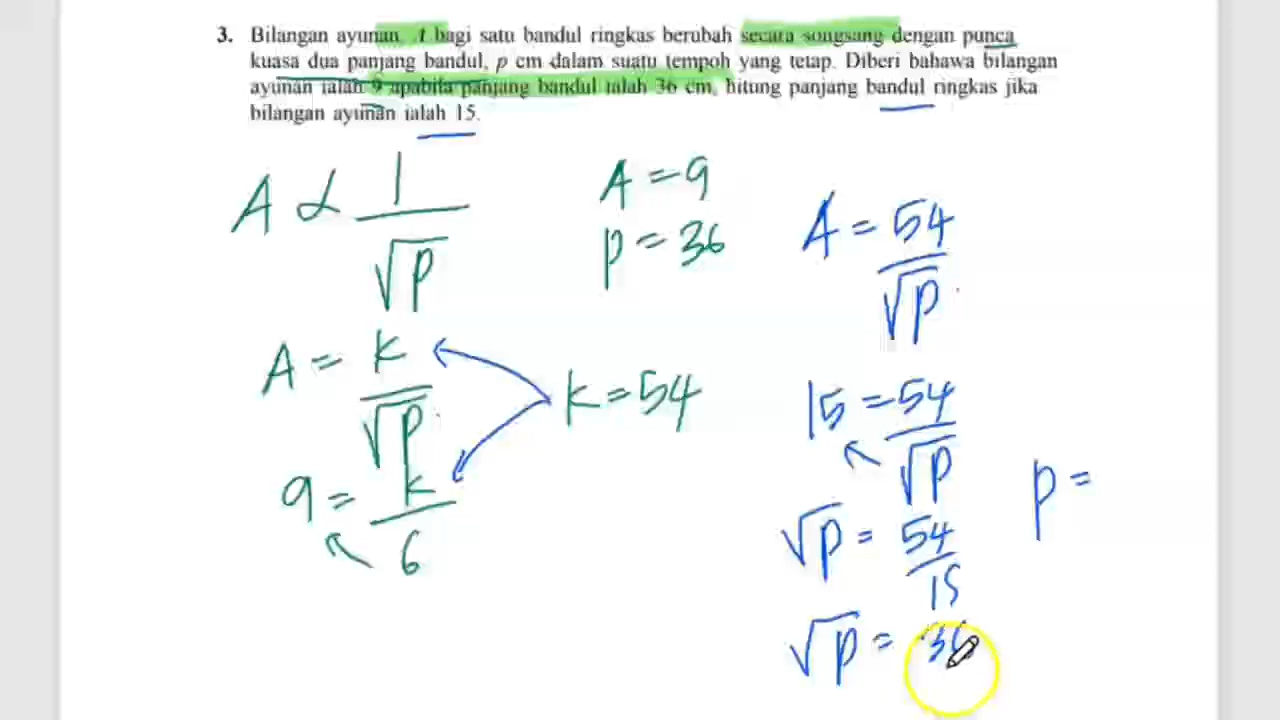 3. Bilangan ayunan, A bagi satu bandul ringkas berubah secara songsang dengan punca
kuasa dua panjang bandul, p cm dalam suatu tempoh yang tetap. Diberi bahawa bilangan
ayunan ialah 9 apabila panjang bandul ialah 36 cm, hitung panjang bandul ringkas jika
bilangan ayunan ialah 15.
A ∝ 1/√p
A = k/√p
9 = k/6
A = 9
p = 36
k = 54
A = 54/√p
15 = 54/√p
√p = 54/15
√p = 
p =